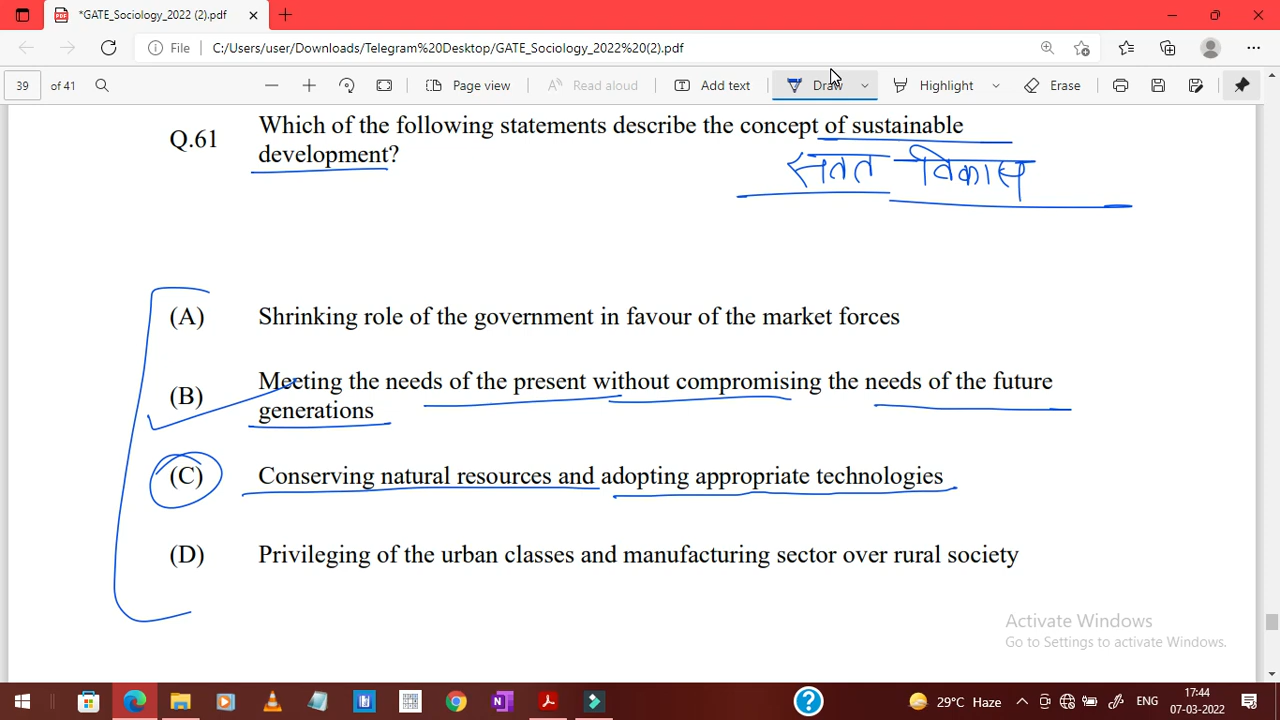 *GATE_Sociology_2022 (2).pdf
File C:/Users/user/Downloads/Telegram%20Desktop/GATE_Sociology_2022%20(2).pdf
39 of 41 Page view Read aloud Add text Draw Highlight Erase
Q.61 Which of the following statements describe the concept of sustainable
development?
सतत विकास
(A) Shrinking role of the government in favour of the market forces
(B) Meeting the needs of the present without compromising the needs of the future
generations
(C) Conserving natural resources and adopting appropriate technologies
(D) Privileging of the urban classes and manufacturing sector over rural society
Activate Windows
Go to Settings to activate Windows.
29°C Haze ENG 17:44
07-03-2022